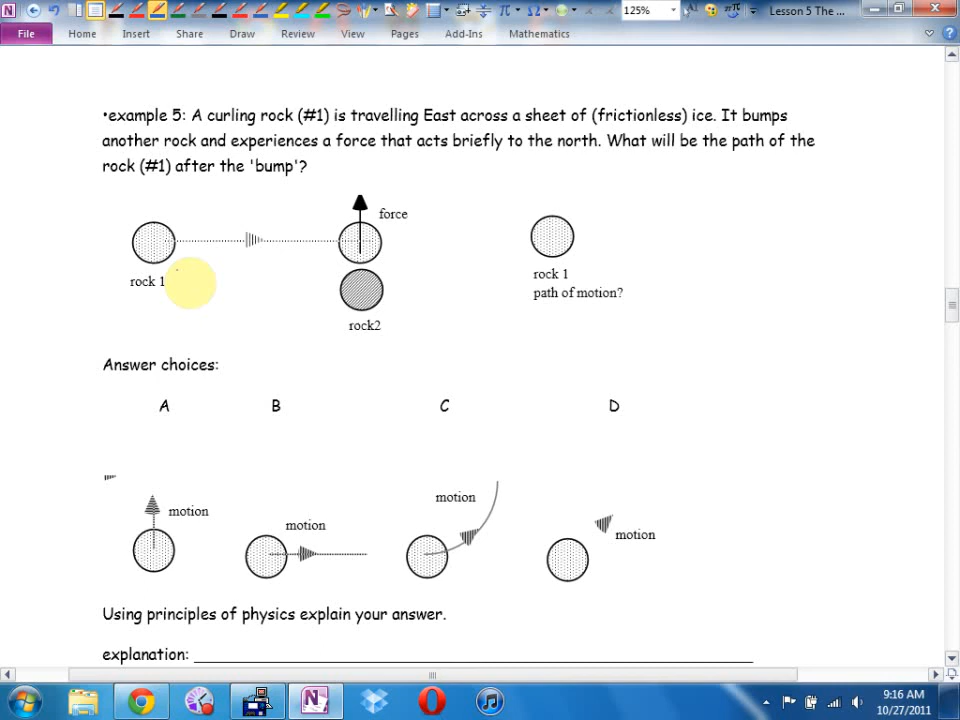 125%
Lesson 5 The ...
File Home Insert Share Draw Review View Pages Add-Ins Mathematics
•example 5: A curling rock (#1) is travelling East across a sheet of (frictionless) ice. It bumps
another rock and experiences a force that acts briefly to the north. What will be the path of the
rock (#1) after the 'bump'?
force
rock 1
rock2
rock 1
path of motion?
Answer choices:
A B C D
motion
motion
motion
motion
Using principles of physics explain your answer.
explanation:
9:16 AM
10/27/2011